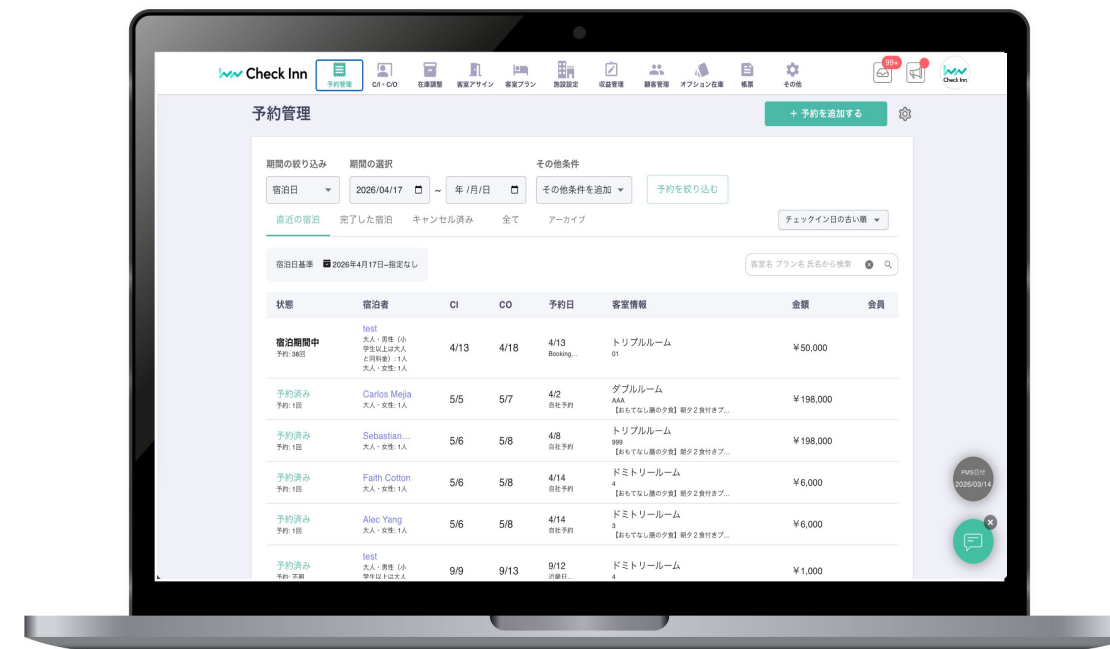 Check Inn
予約管理
C/I・C/O
在庫調整
客室アサイン
客室プラン
施設設定
収益管理
顧客管理
オプション在庫
帳票
その他
99+
Check Inn
予約管理
+ 予約を追加する
期間の絞り込み
期間の選択
その他条件
宿泊日
2026/04/17
~
年 /月/日
その他条件を追加
予約を絞り込む
直近の宿泊
完了した宿泊
キャンセル済み
全て
アーカイブ
チェックイン日の古い順
宿泊日基準
2026年4月17日~指定なし
客室名 プラン名 氏名から検索
状態 宿泊者 CI CO 予約日 客室情報 金額 会員
宿泊期間中
予約: 38回
test
大人・男性（小
学生以上は大人
と同料金）: 1人
大人・女性: 1人
4/13
4/18
4/13
Booking...
トリプルルーム
01
￥50,000
予約済み
予約: 1回
Carlos Mejia
大人・女性: 1人
5/5
5/7
4/2
自社予約
ダブルルーム
AAA
【おもてなし膳の夕食】朝夕２食付きプ...
￥198,000
予約済み
予約: 1回
Sebastian...
大人・女性: 1人
5/6
5/8
4/8
自社予約
トリプルルーム
999
【おもてなし膳の夕食】朝夕２食付きプ...
￥198,000
予約済み
予約: 1回
Faith Cotton
大人・女性: 1人
5/6
5/8
4/14
自社予約
ドミトリールーム
4
【おもてなし膳の夕食】朝夕２食付きプ...
￥6,000
予約済み
予約: 1回
Alec Yang
大人・女性: 1人
5/6
5/8
4/14
自社予約
ドミトリールーム
3
【おもてなし膳の夕食】朝夕２食付きプ...
￥6,000
予約済み
予約: 不明
test
大人・男性（小
学生以上は大人
9/9
9/13
9/12
近畿日...
ドミトリールーム
4
￥1,000
PMS日付
2026/03/14